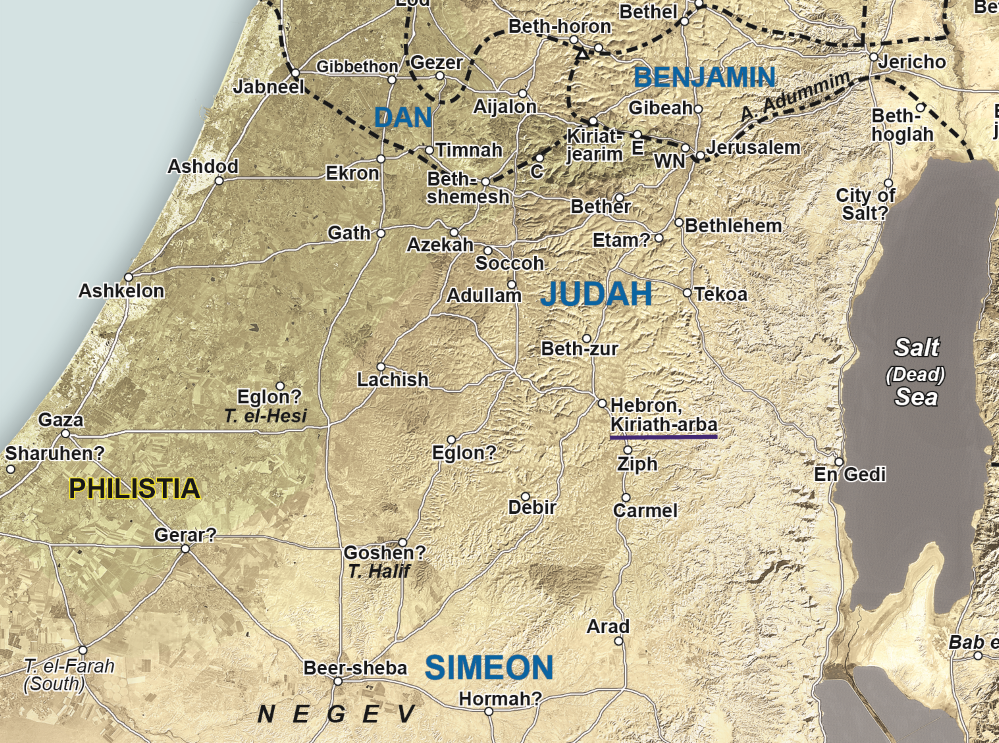 Lod
Bethel
Be
Beth-horon
Gibbethon
Gezer
Jericho
Jabneel
BENJAMIN
Aijalon
Gibeah
A. Adummim
DAN
Beth-
hoglah
Kiriat-
jearim
E
WN
Jerusalem
Timnah
Ashdod
Ekron
C
Beth-
shemesh
City of
Salt?
Bether
Bethlehem
Gath
Azekah
Etam?
Soccoh
Ashkelon
Adullam
JUDAH
Tekoa
Beth-zur
Salt
(Dead)
Sea
Lachish
Eglon?
T. el-Hesi
Hebron,
Kiriath-arba
Gaza
Sharuhen?
Eglon?
Ziph
En Gedi
PHILISTIA
Debir
Carmel
Gerar?
Goshen?
T. Halif
Arad
Bab e
T. el-Farah
(South)
Beer-sheba
SIMEON
Hormah?
NEGEV